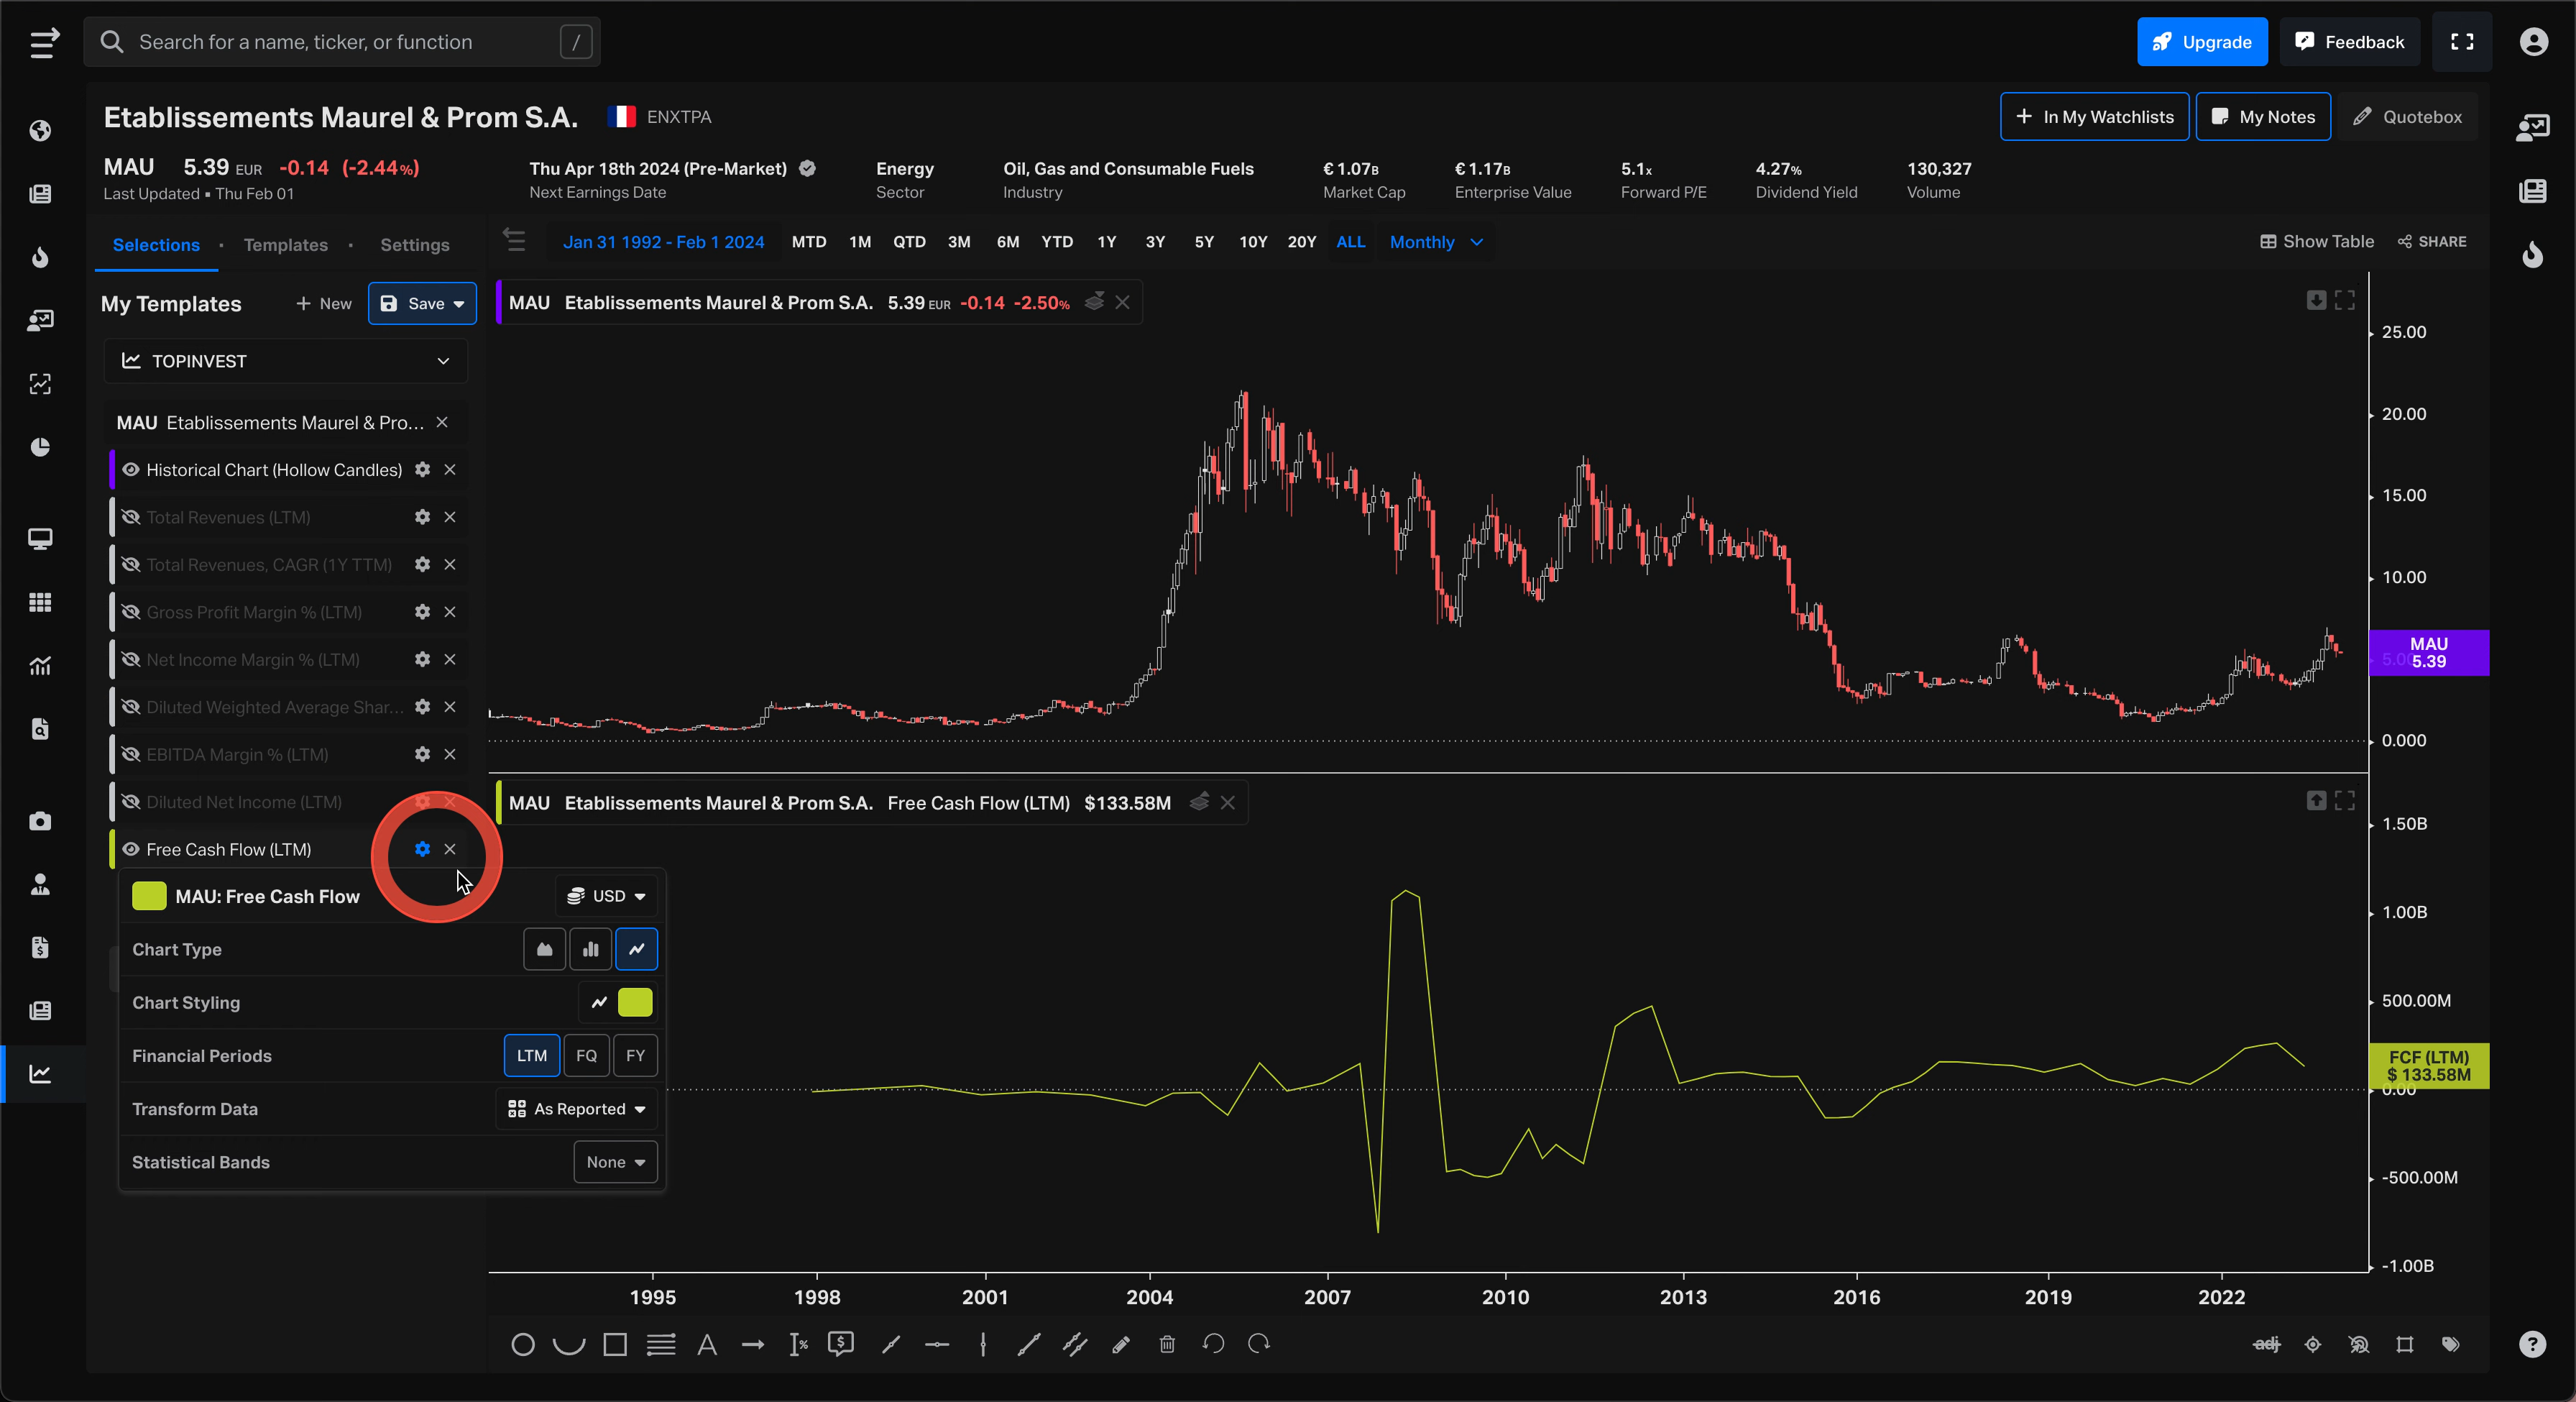 Search for a name, ticker, or function /
Upgrade
Feedback
Etablissements Maurel & Prom S.A. ENXTPA
+ In My Watchlists
My Notes
Quotebox
MAU 5.39 EUR -0.14 (-2.44%)
Last Updated ▪ Thu Feb 01
Thu Apr 18th 2024 (Pre-Market)
Next Earnings Date
Energy
Sector
Oil, Gas and Consumable Fuels
Industry
€1.07B
Market Cap
€1.17B
Enterprise Value
5.1x
Forward P/E
4.27%
Dividend Yield
130,327
Volume
Selections · Templates · Settings
Jan 31 1992 - Feb 1 2024 MTD 1M QTD 3M 6M YTD 1Y 3Y 5Y 10Y 20Y ALL Monthly
Show Table
SHARE
My Templates
+ New
Save
TOPINVEST
MAU Etablissements Maurel & Pro...
Historical Chart (Hollow Candles)
Total Revenues (LTM)
Total Revenues, CAGR (1Y TTM)
Gross Profit Margin % (LTM)
Net Income Margin % (LTM)
Diluted Weighted Average Shar...
EBITDA Margin % (LTM)
Diluted Net Income (LTM)
Free Cash Flow (LTM)
MAU: Free Cash Flow
USD
Chart Type
Chart Styling
Financial Periods
LTM FQ FY
Transform Data
As Reported
Statistical Bands
None
MAU Etablissements Maurel & Prom S.A. 5.39 EUR -0.14 -2.50%
25.00
20.00
15.00
10.00
5.00
MAU
5.39
0.000
MAU Etablissements Maurel & Prom S.A. Free Cash Flow (LTM) $133.58M
1.50B
1.00B
500.00M
FCF (LTM)
$ 133.58M
0.00
-500.00M
-1.00B
1995 1998 2001 2004 2007 2010 2013 2016 2019 2022
A
%
$
adj
?